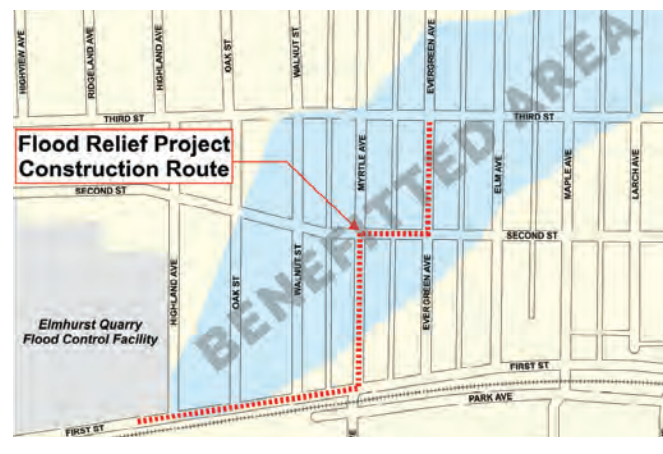 HIGHVIEW AVE
RIDGELAND AVE
HIGHLAND AVE
OAK ST
WALNUT ST
EVERGREEN AVE
THIRD ST
THIRD ST
Flood Relief Project
Construction Route
MYRTLE AVE
ELM AVE
MAPLE AVE
LARCH AVE
SECOND ST
SECOND ST
BENEFITTED AREA
HIGHLAND AVE
OAK ST
WALNUT ST
EVERGREEN AVE
Elmhurst Quarry
Flood Control Facility
FIRST ST
PARK AVE
FIRST ST